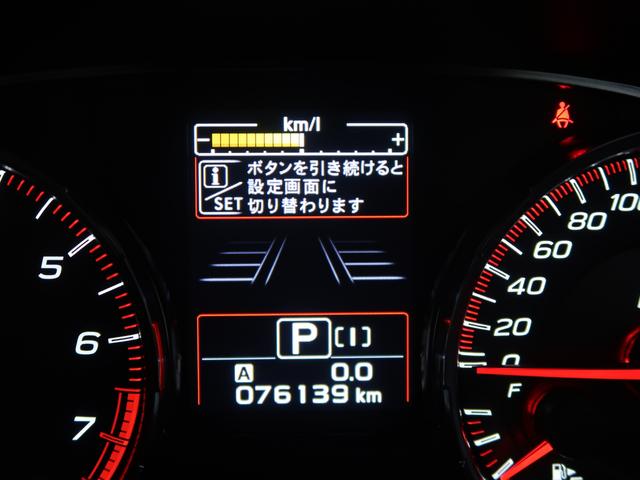 km/l
- +
i ボタンを引き続けると
設定画面に
SET 切り替わります
P [I]
A 0.0
076139 km
5
6
7
100
80
60
40
20
0
F